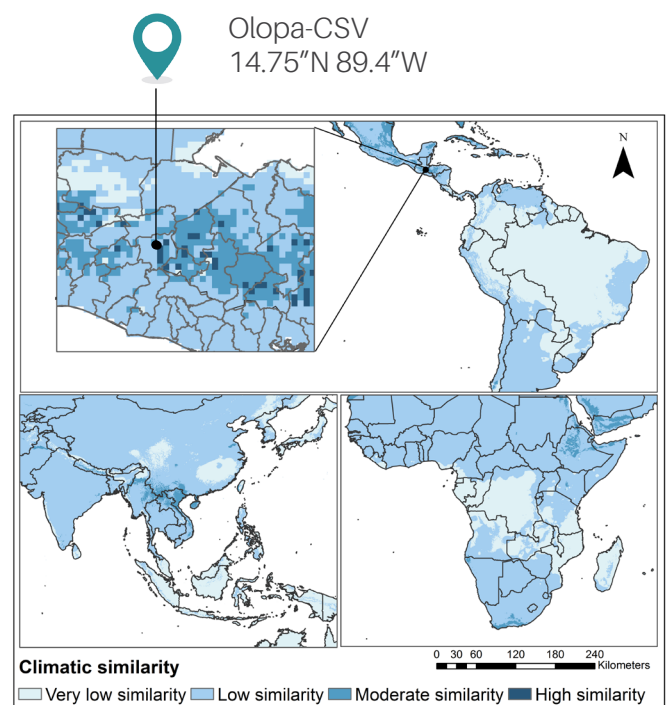 Olopa-CSV
14.75”N 89.4”W
N
0 30 60 120 180 240
Kilometers
Climatic similarity
Very low similarity Low similarity Moderate similarity High similarity